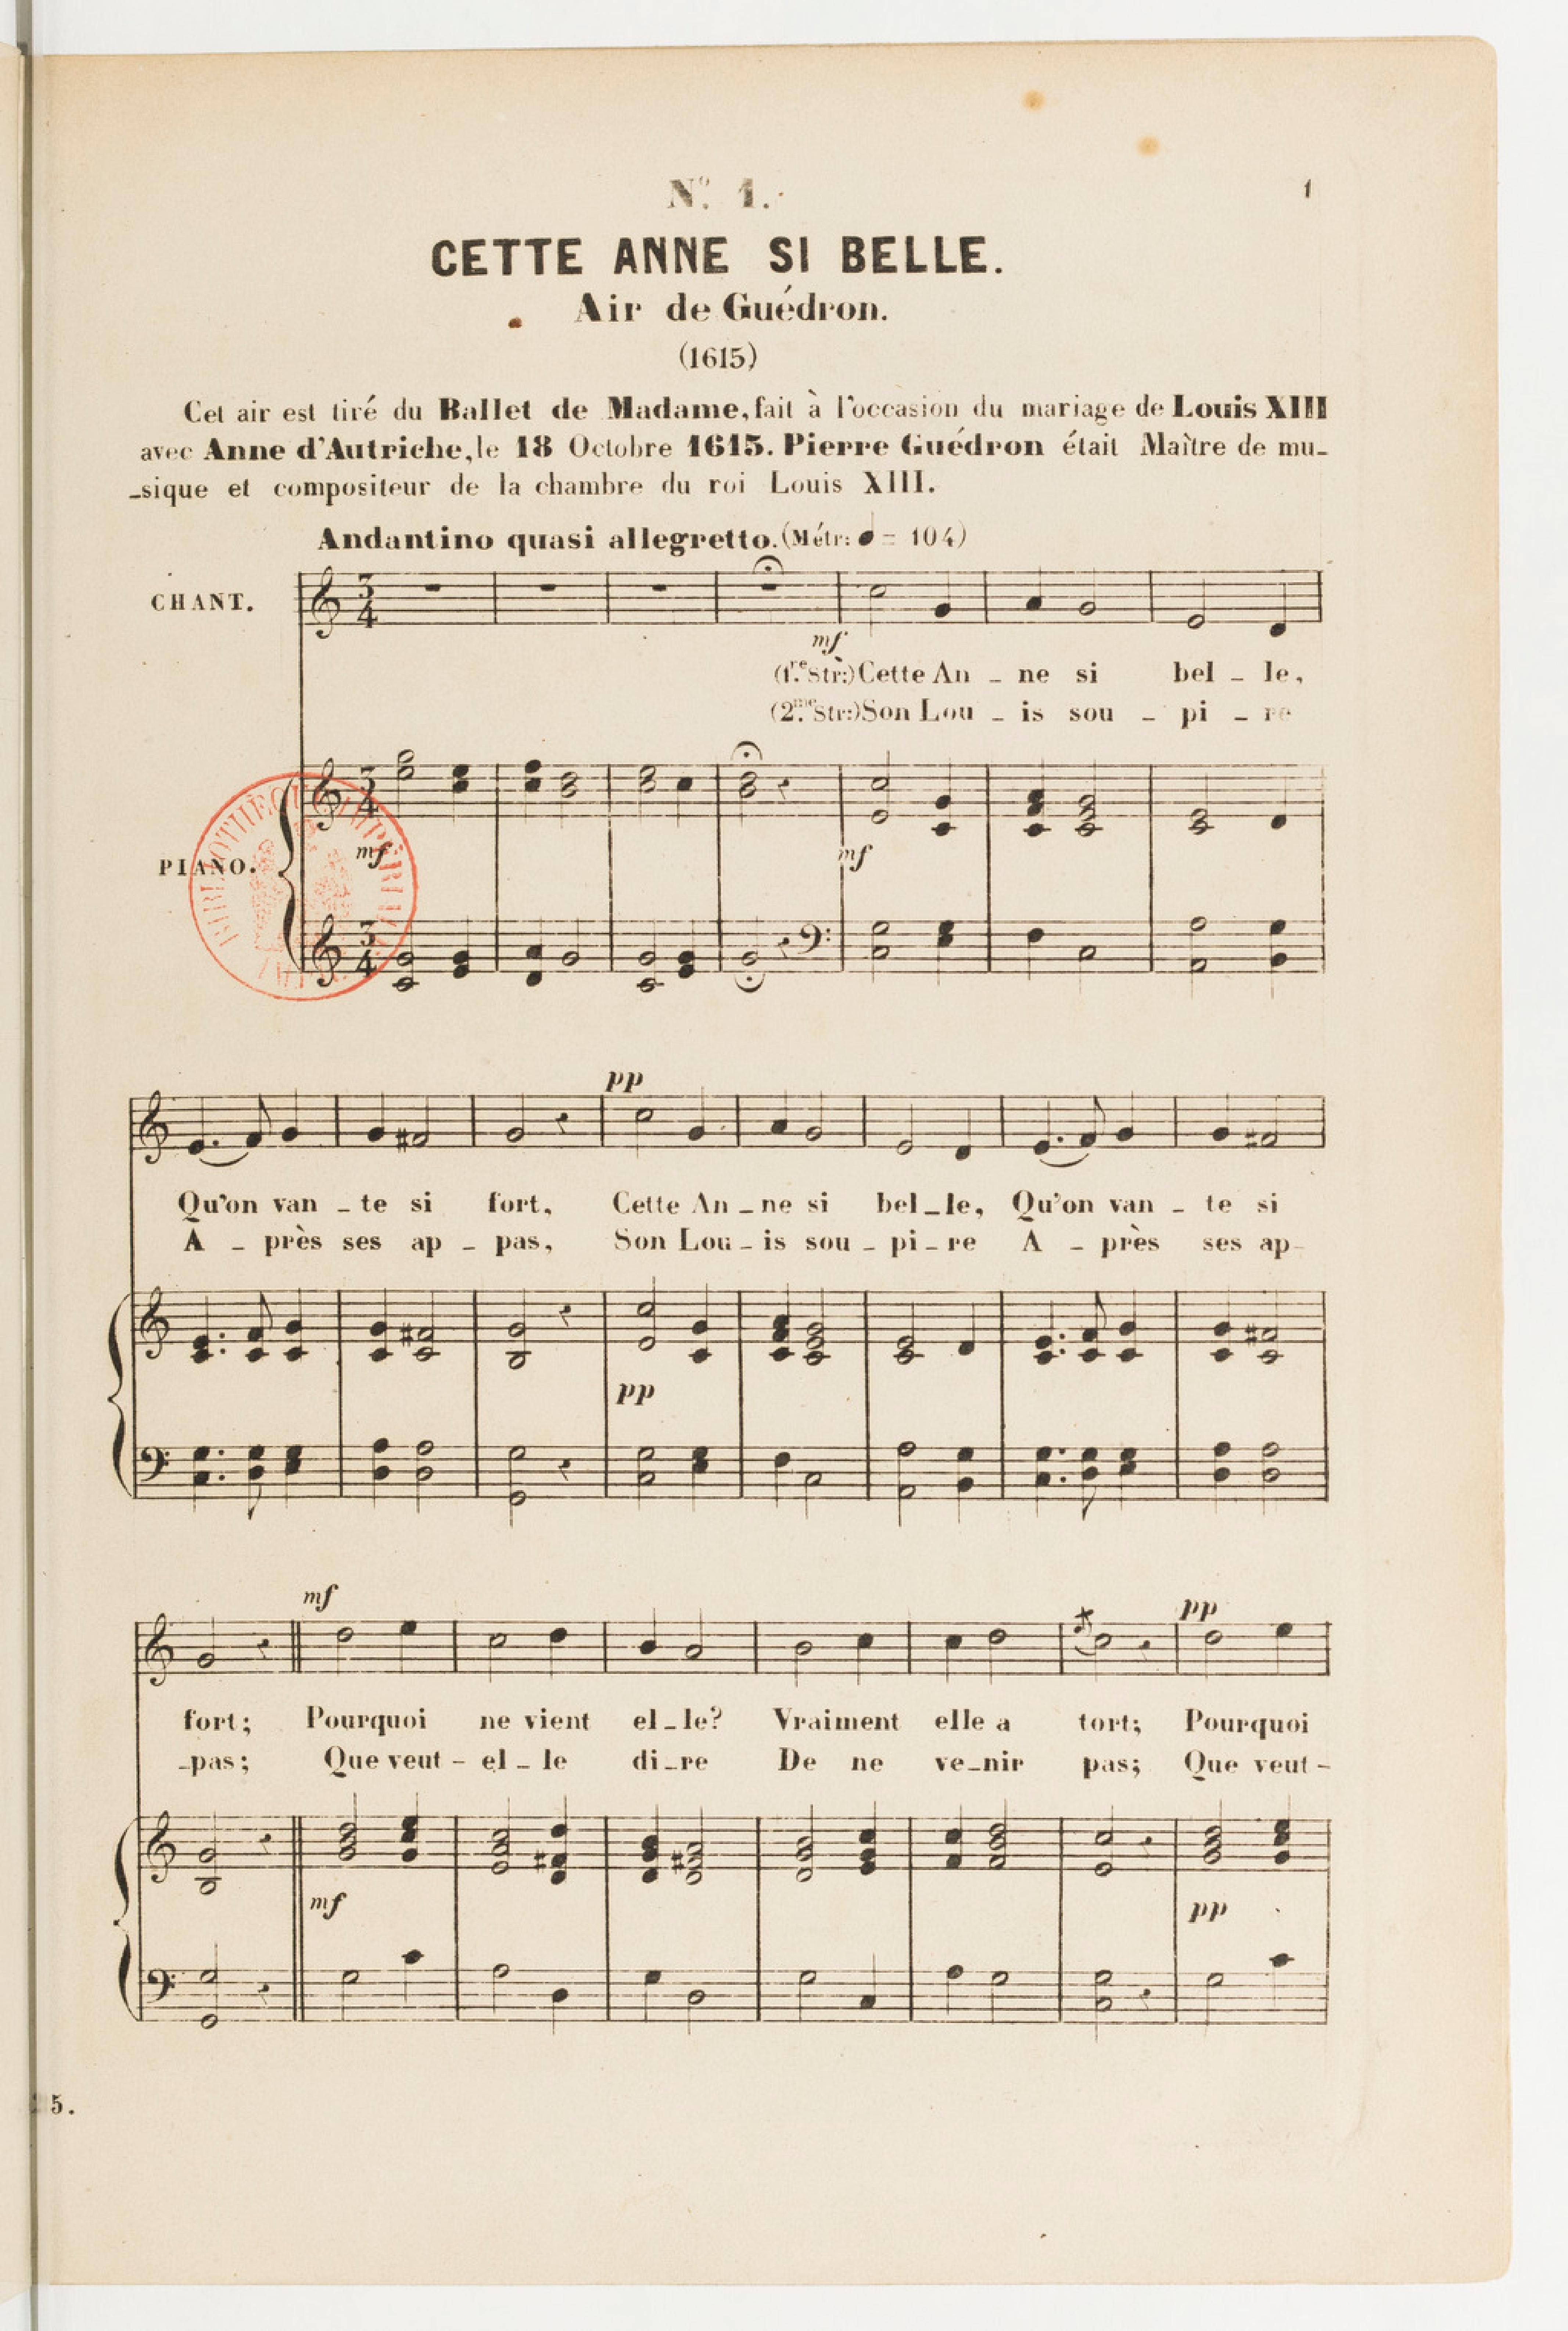 Nº. 1.
1
CETTE ANNE SI BELLE.
Air de Guédron.
(1615)
Cet air est tiré du Ballet de Madame, fait à l'occasion du mariage de Louis XIII
avec Anne d'Autriche, le 18 Octobre 1615. Pierre Guédron était Maître de mu-
-sique et compositeur de la chambre du roi Louis XIII.
Andantino quasi allegretto. (Métr: ♩ = 104)
CHANT.
mf
(1.re Str:) Cette An - ne si bel - le,
(2.me Str:) Son Lou - is sou - pi - re
PIANO.
mf mf
pp
Qu'on van - te si fort, Cette An - ne si bel - le, Qu'on van - te si
A - près ses ap - pas, Son Lou - is sou - pi - re A - près ses ap -
pp
mf pp
fort; Pourquoi ne vient el - le? Vraiment elle a tort; Pourquoi
-pas; Que veut - el - le di - re De ne ve - nir pas; Que veut -
mf pp
5.